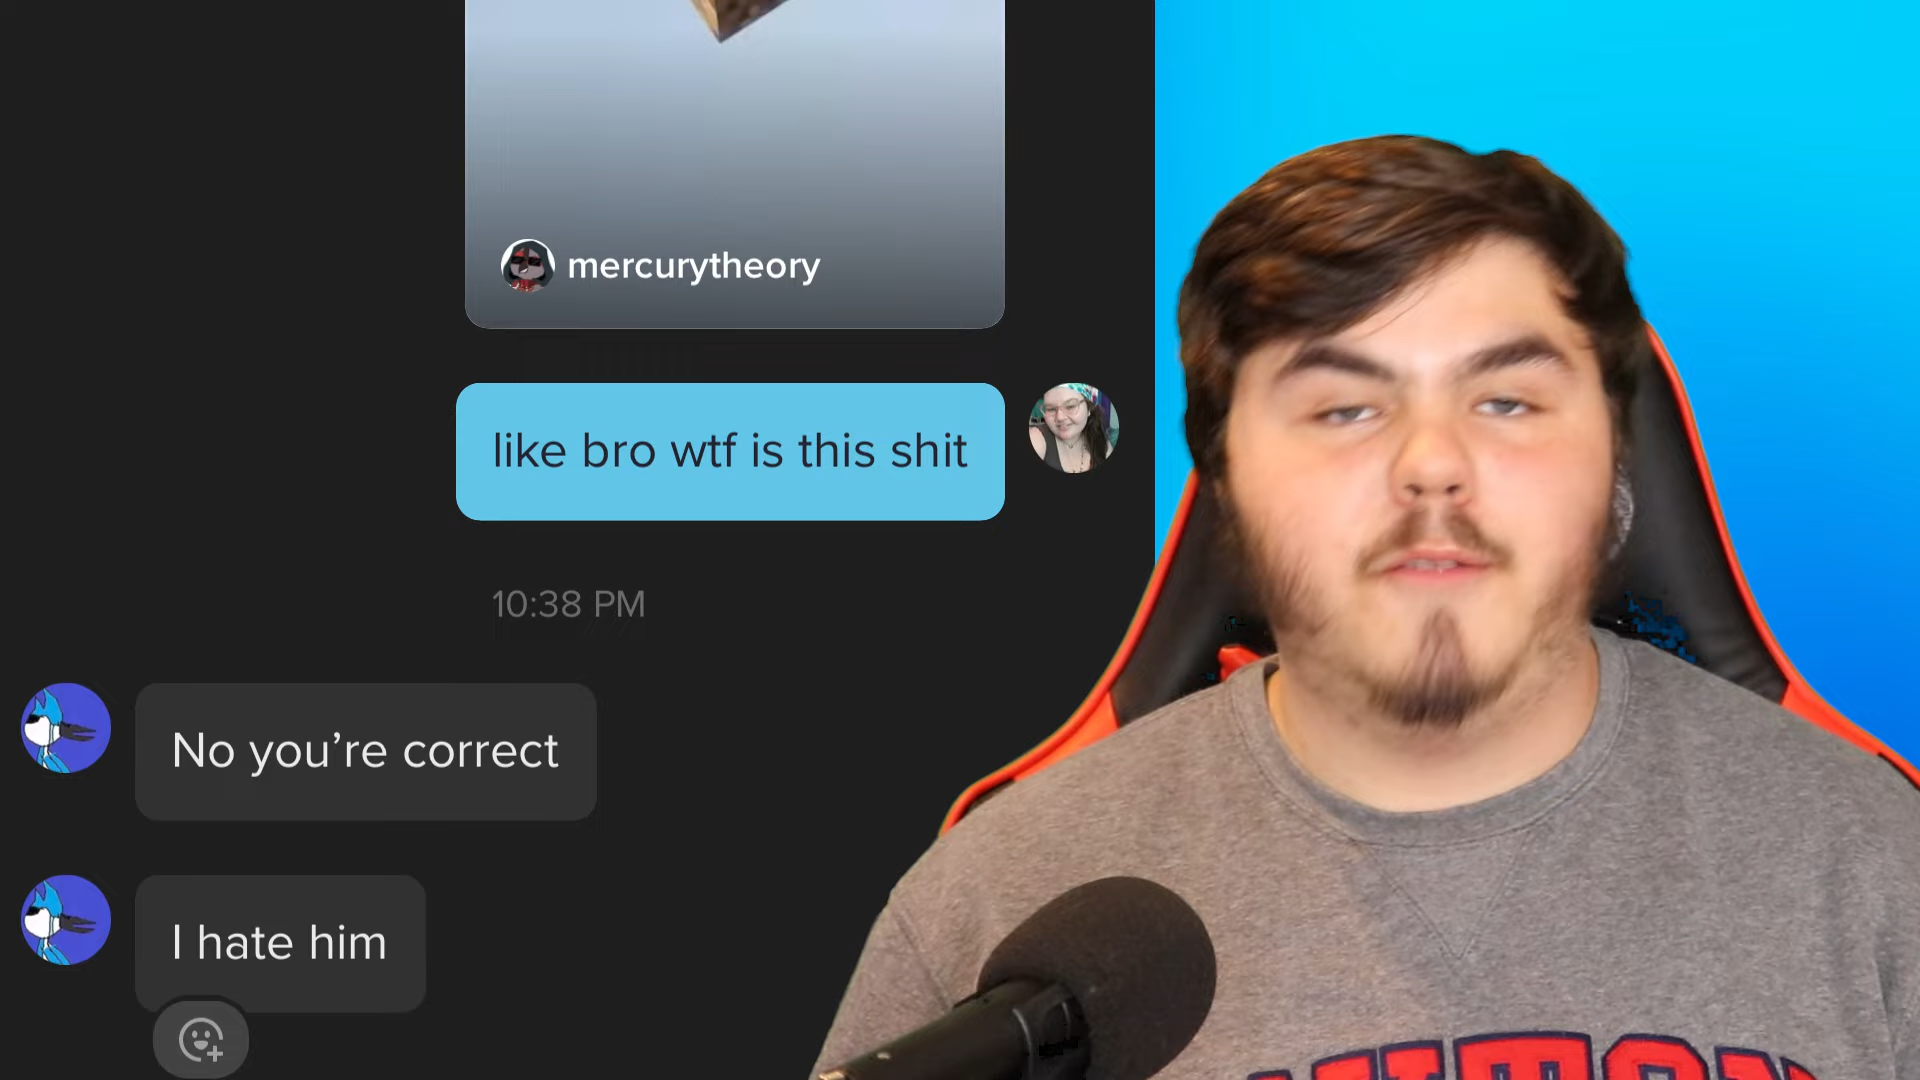 mercurytheory
like bro wtf is this shit
10:38 PM
No you’re correct
I hate him